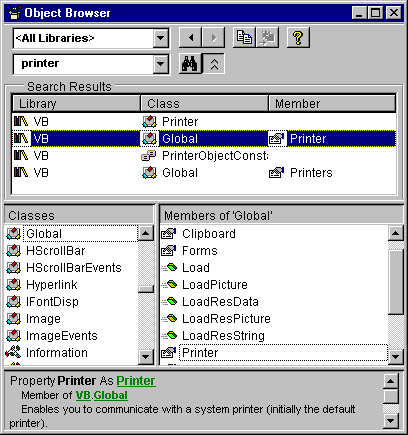 Object Browser
<All Libraries>
printer
Search Results
Library Class Member
VB Printer
VB Global Printer
VB PrinterObjectConsta
VB Global Printers
Classes
Global
HScrollBar
HScrollBarEvents
Hyperlink
IFontDisp
Image
ImageEvents
Information
Members of 'Global'
Clipboard
Forms
Load
LoadPicture
LoadResData
LoadResPicture
LoadResString
Printer
Property Printer As Printer
Member of VB.Global
Enables you to communicate with a system printer (initially the default
printer).